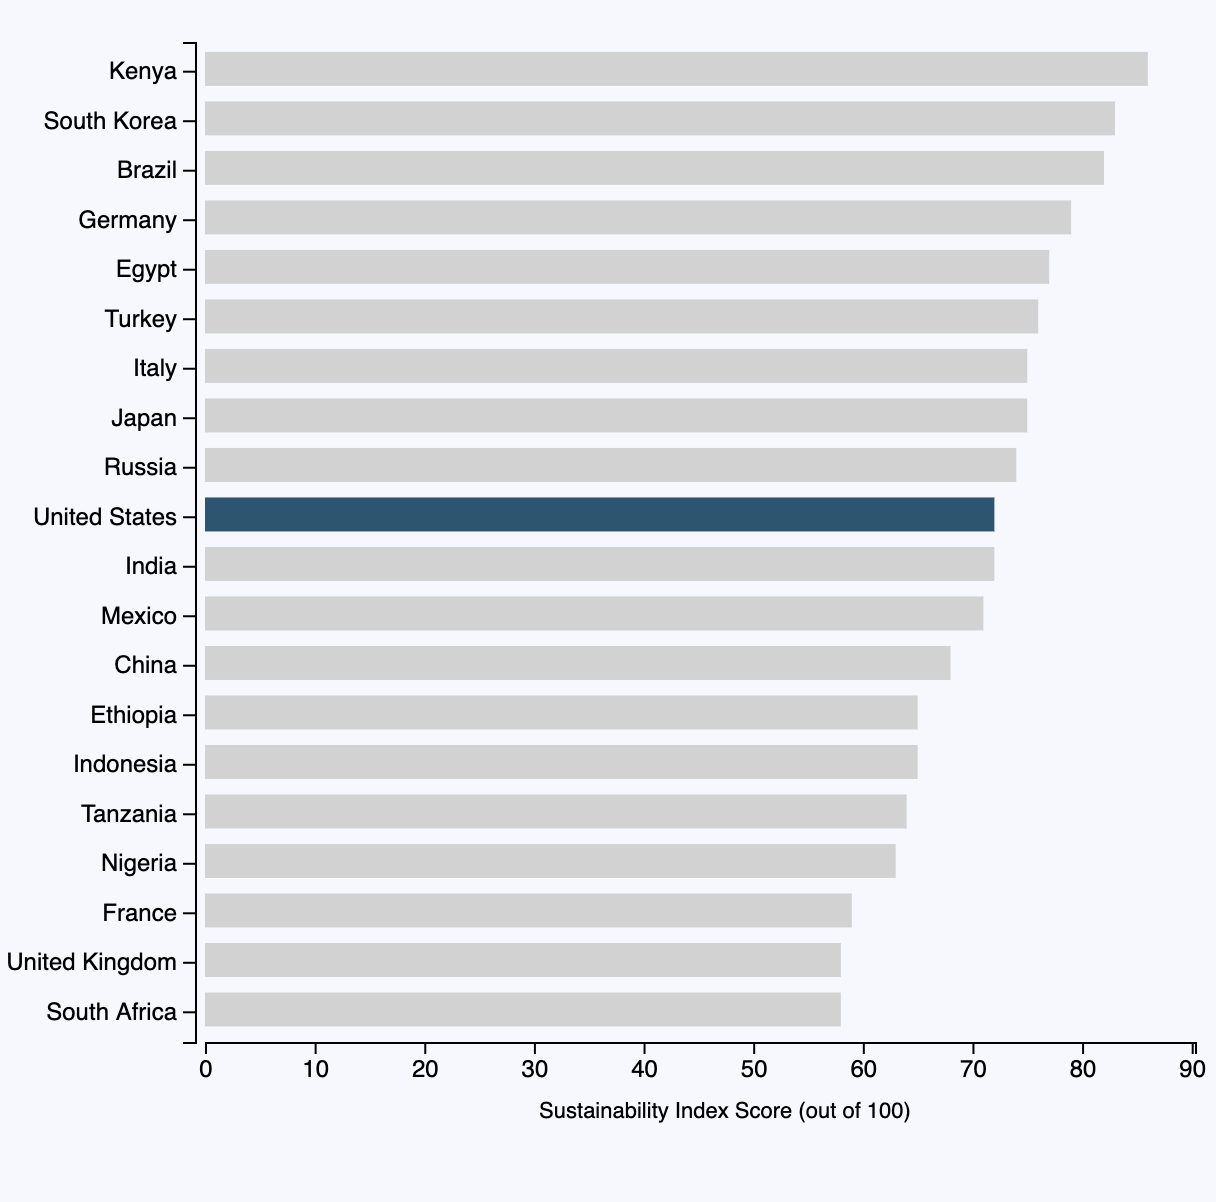 Kenya
South Korea
Brazil
Germany
Egypt
Turkey
Italy
Japan
Russia
United States
India
Mexico
China
Ethiopia
Indonesia
Tanzania
Nigeria
France
United Kingdom
South Africa
0 10 20 30 40 50 60 70 80 90
Sustainability Index Score (out of 100)